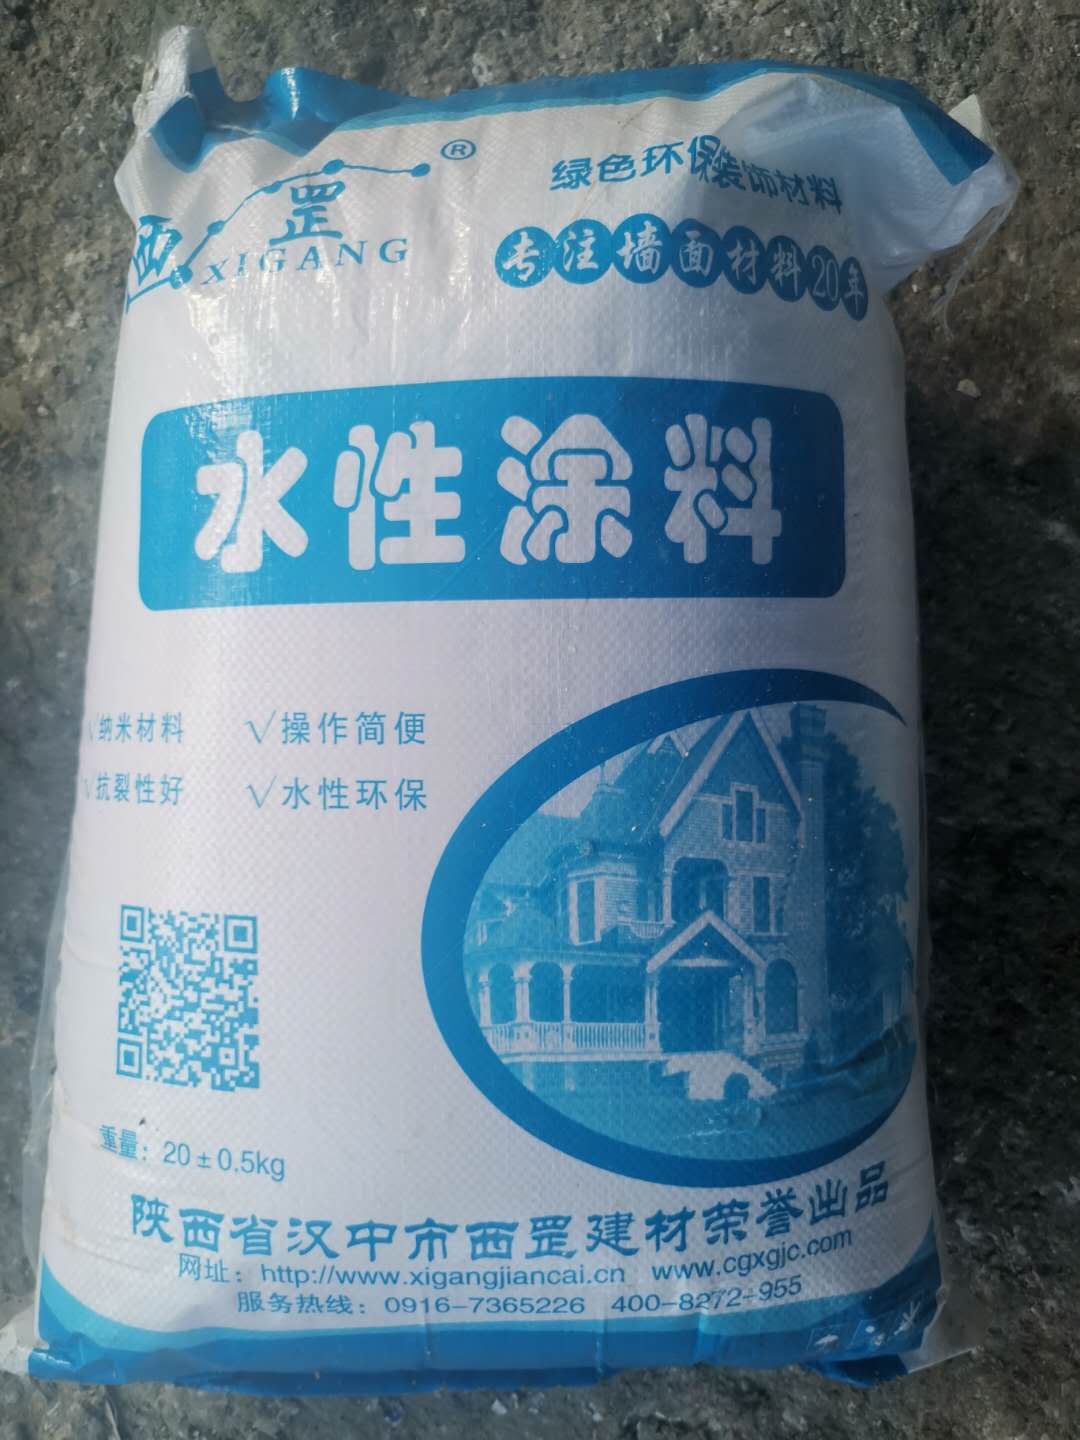 西罡®
XIGANG
绿色环保装饰材料
专注墙面材料20年
水性涂料
√纳米材料 √操作简便
√抗裂性好 √水性环保
重量：20±0.5kg
陕西省汉中市西罡建材荣誉出品
网址：http://www.xigangjiancai.cn www.cgxgjc.com
服务热线：0916-7365226 400-8272-955